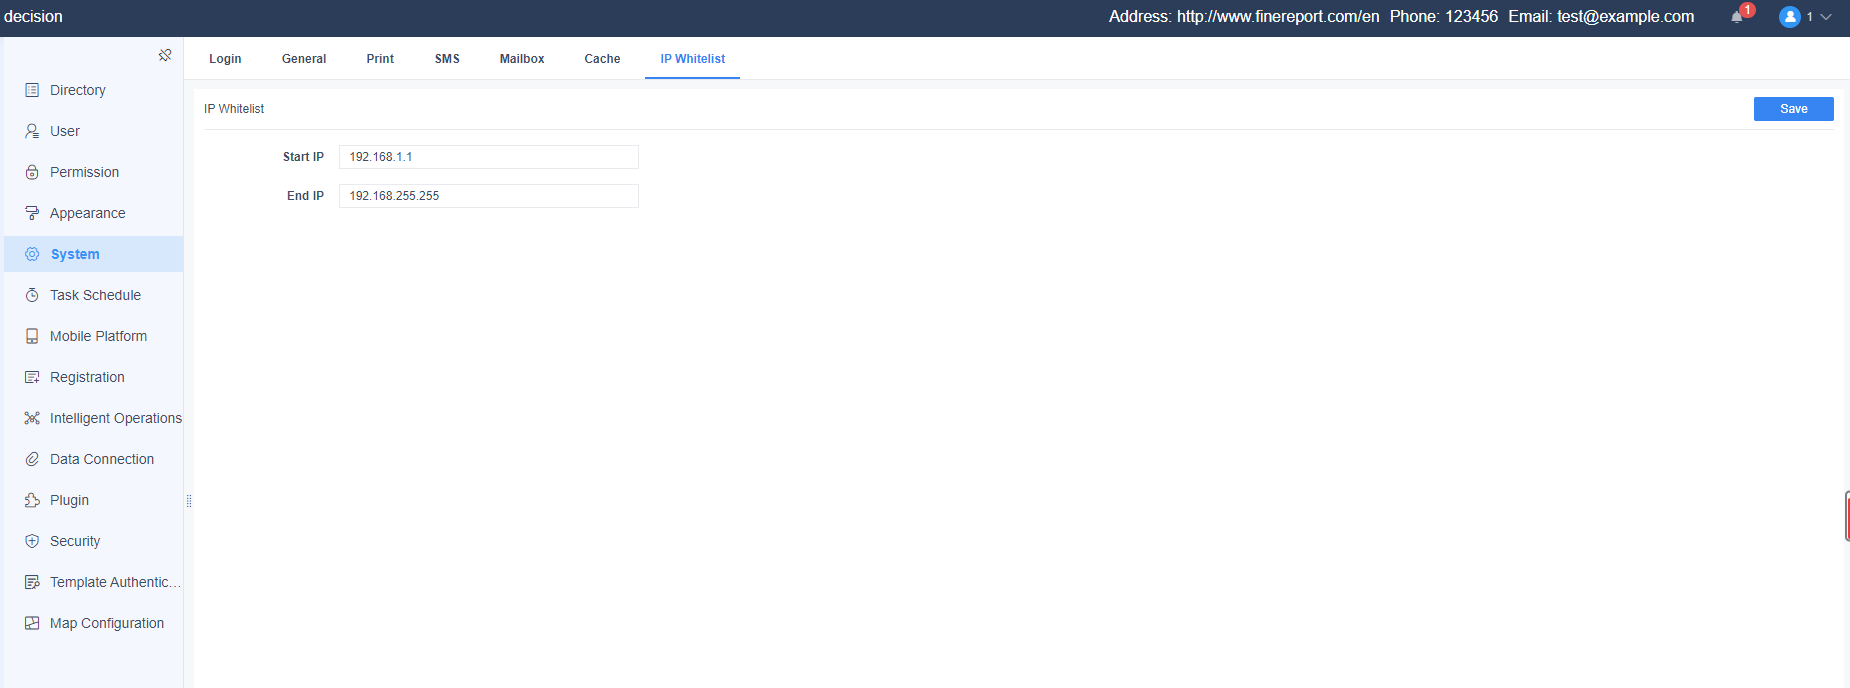 decision
Address: http://www.finereport.com/en Phone: 123456 Email: test@example.com
1
1
Login General Print SMS Mailbox Cache IP Whitelist
Directory
User
Permission
Appearance
System
Task Schedule
Mobile Platform
Registration
Intelligent Operations
Data Connection
Plugin
Security
Template Authentic...
Map Configuration
IP Whitelist
Save
Start IP 192.168.1.1
End IP 192.168.255.255